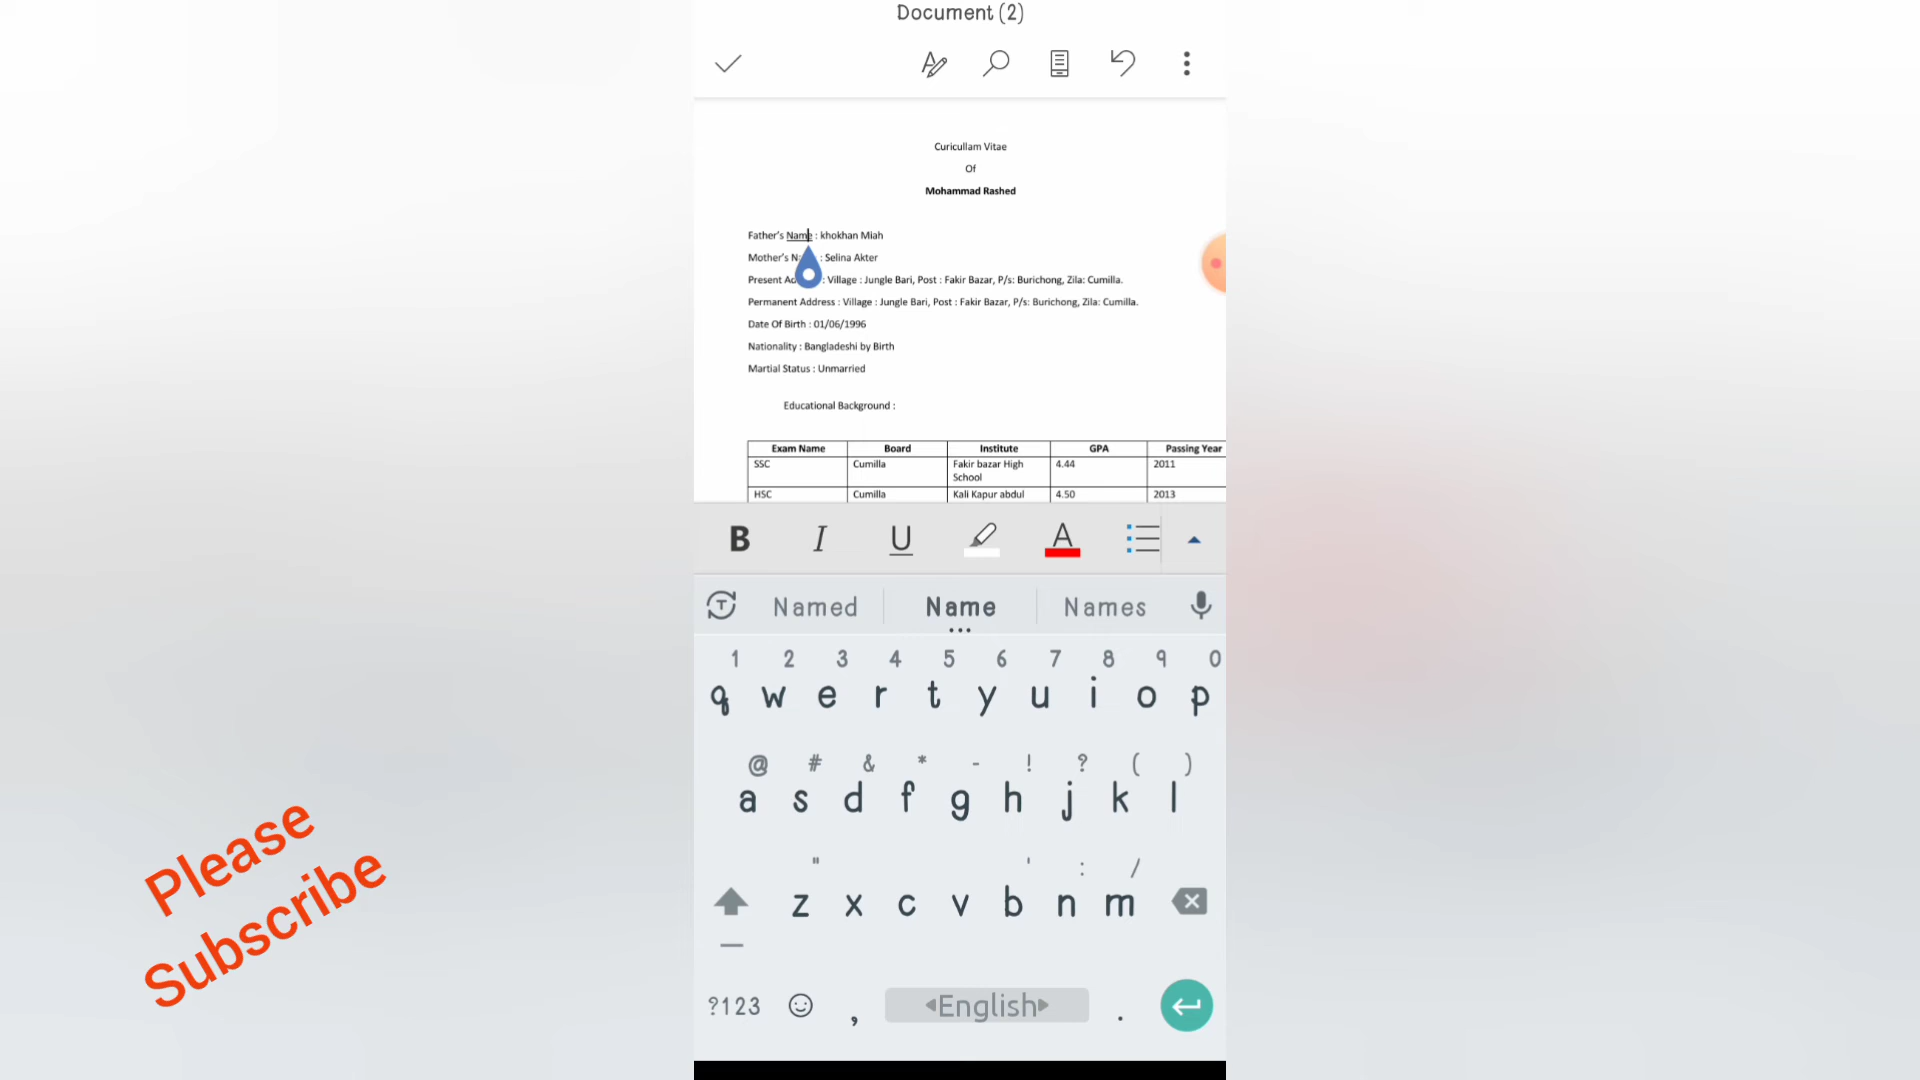 Document (2)
Curicullam Vitae
Of
Mohammad Rashed
Father's Name : khokhan Miah
Mother's : Selina Akter
Present : Village : Jungle Bari, Post : Fakir Bazar, P/s: Burichong, Zila: Cumilla.
Permanent Address : Village : Jungle Bari, Post : Fakir Bazar, P/s: Burichong, Zila: Cumilla.
Date Of Birth : 01/06/1996
Nationality : Bangladeshi by Birth
Martial Status : Unmarried
Educational Background :
Exam Name Board Institute GPA Passing Year
SSC Cumilla Fakir bazar High School 4.44 2011
HSC Cumilla Kali Kapur abdul 4.50 2013
B I U A
Named Name Names
1 2 3 4 5 6 7 8 9 0
q w e r t y u i o p
@ # & * - ! ? ( )
a s d f g h j k l
" ' : /
z x c v b n m
?123 , English .
Please
Subscribe